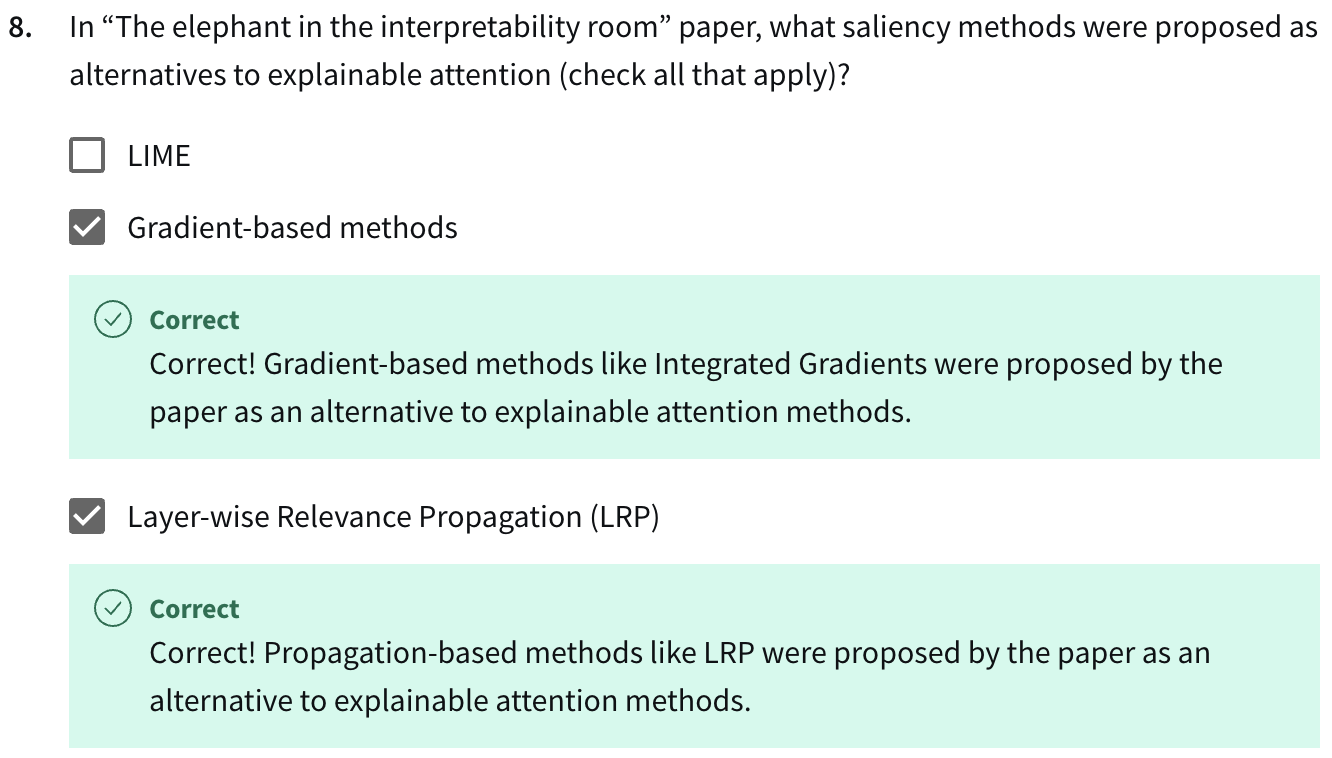 8. In “The elephant in the interpretability room” paper, what saliency methods were proposed as
alternatives to explainable attention (check all that apply)?
LIME
Gradient-based methods
Correct
Correct! Gradient-based methods like Integrated Gradients were proposed by the
paper as an alternative to explainable attention methods.
Layer-wise Relevance Propagation (LRP)
Correct
Correct! Propagation-based methods like LRP were proposed by the paper as an
alternative to explainable attention methods.